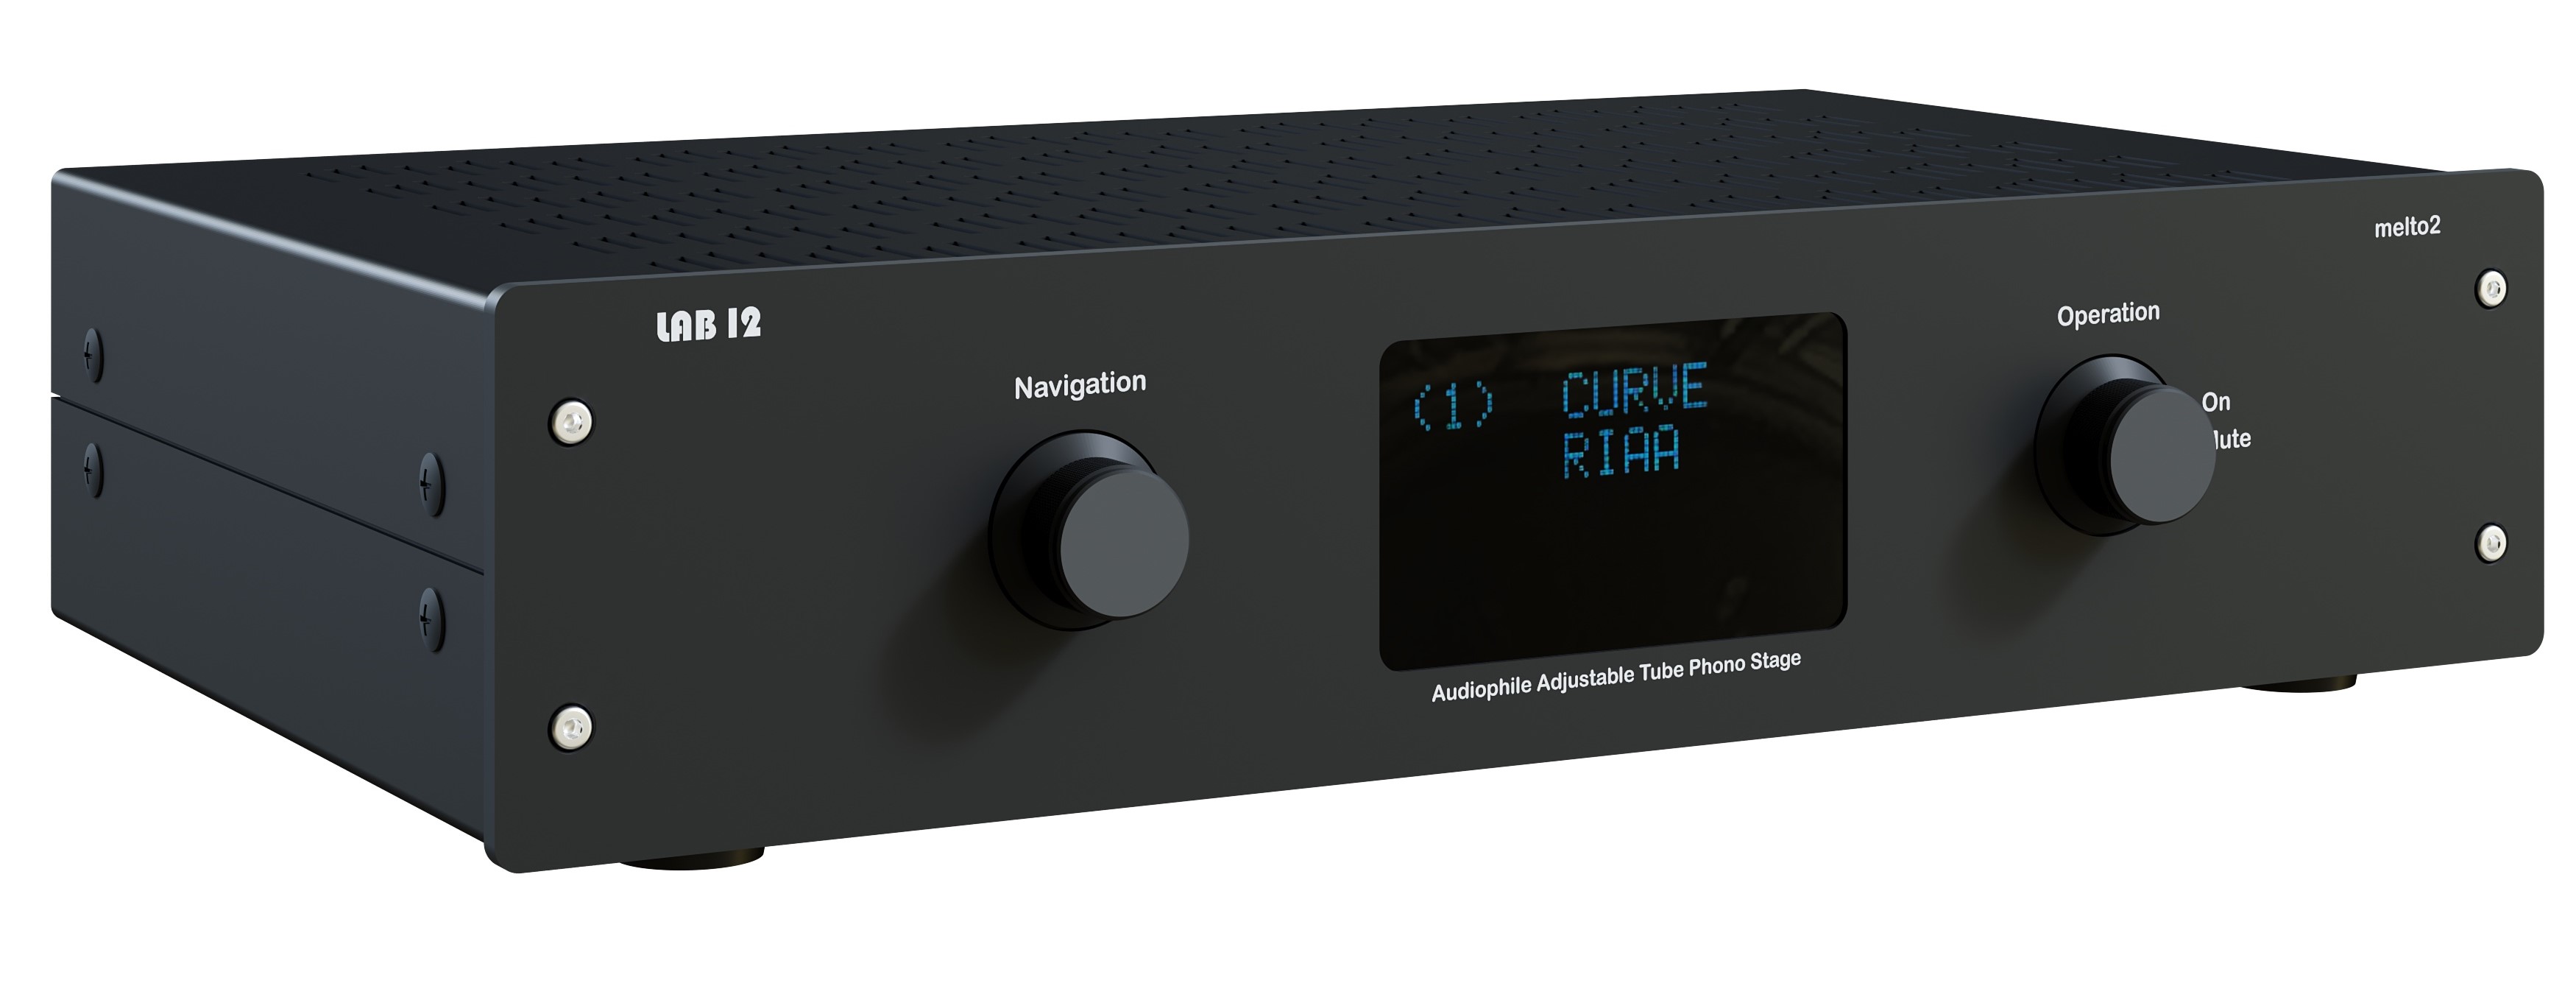 LAB 12
melto2
Navigation
(1) CURVE
RIAA
Operation
On
Audiophile Adjustable Tube Phono Stage